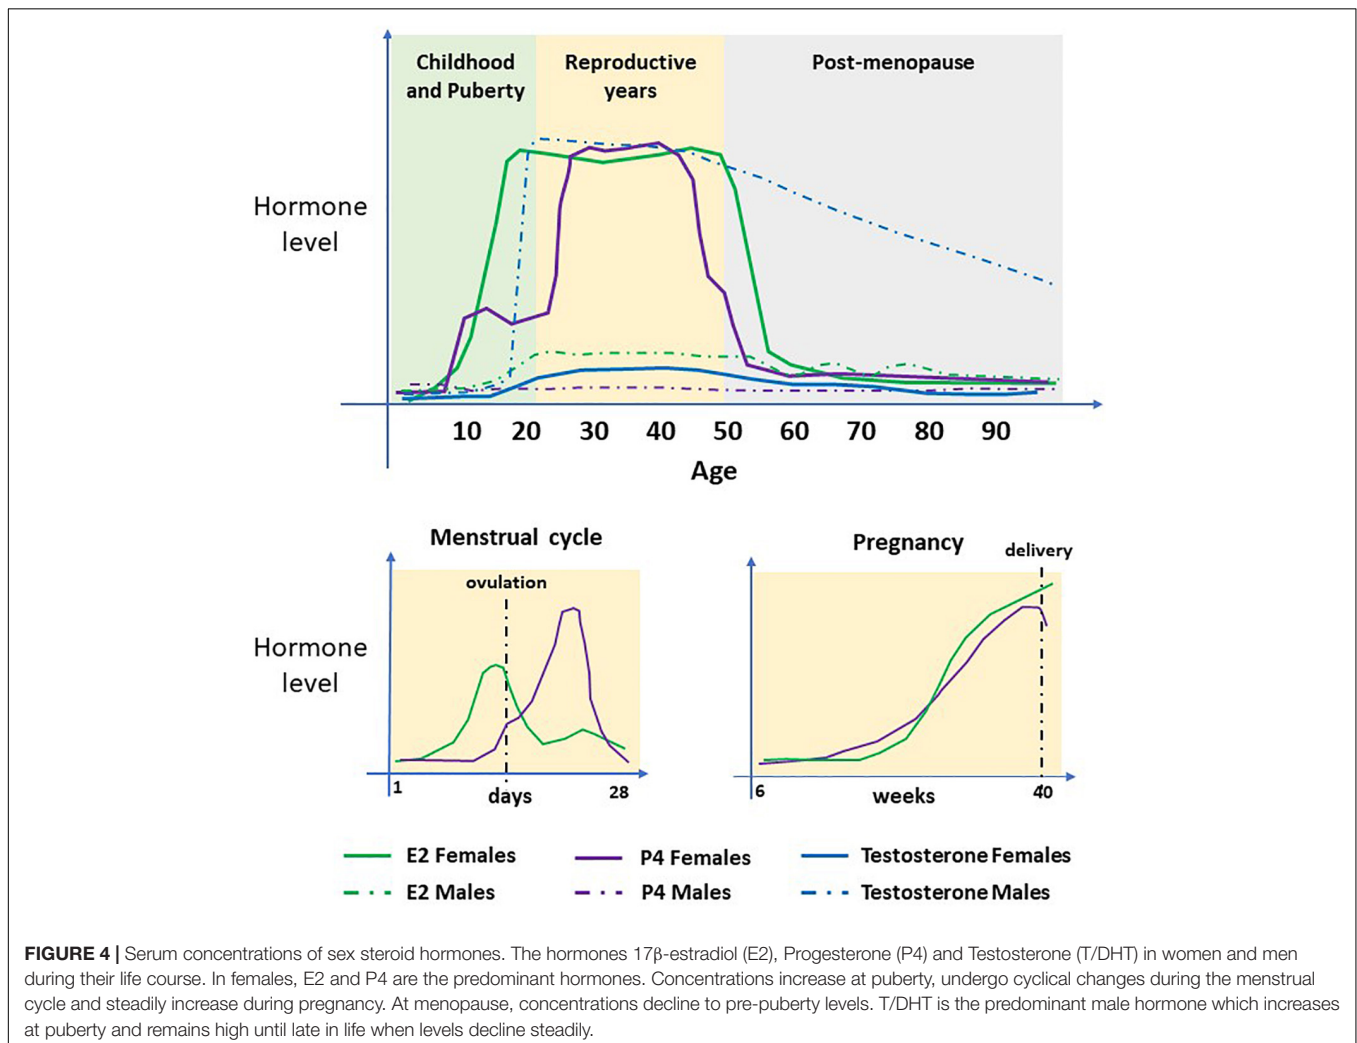 Childhood
and Puberty
Reproductive
years
Post-menopause
Hormone
level
10 20 30 40 50 60 70 80 90
Age
Menstrual cycle
ovulation
Hormone
level
1 days 28
Pregnancy
delivery
6 weeks 40
E2 Females P4 Females Testosterone Females
E2 Males P4 Males Testosterone Males
FIGURE 4 | Serum concentrations of sex steroid hormones. The hormones 17β-estradiol (E2), Progesterone (P4) and Testosterone (T/DHT) in women and men
during their life course. In females, E2 and P4 are the predominant hormones. Concentrations increase at puberty, undergo cyclical changes during the menstrual
cycle and steadily increase during pregnancy. At menopause, concentrations decline to pre-puberty levels. T/DHT is the predominant male hormone which increases
at puberty and remains high until late in life when levels decline steadily.